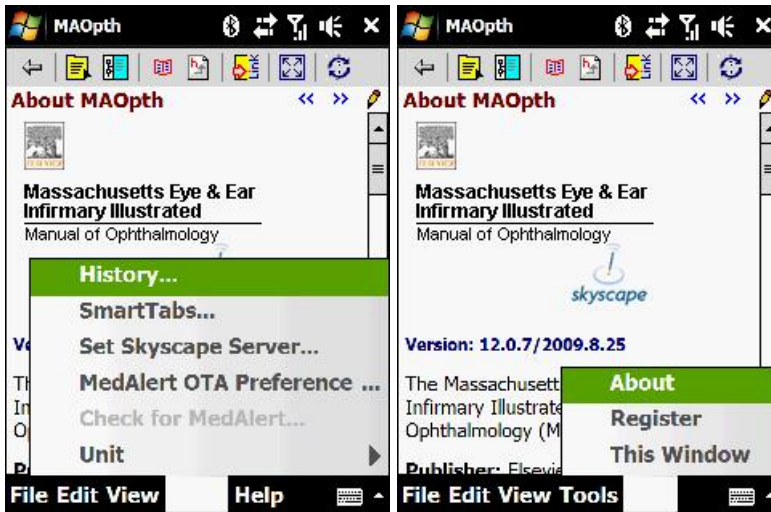 MAOpth
About MAOpth
<< >>
Massachusetts Eye & Ear
Infirmary Illustrated
Manual of Ophthalmology
History...
SmartTabs...
Set Skyscape Server...
MedAlert OTA Preference ...
Check for MedAlert...
Unit
File Edit View Help
MAOpth
About MAOpth
<< >>
Massachusetts Eye & Ear
Infirmary Illustrated
Manual of Ophthalmology
skyscape
Version: 12.0.7/2009.8.25
The Massachusett
Infirmary Illustrate
Ophthalmology (M
Publisher: Elsevie
About
Register
This Window
File Edit View Tools